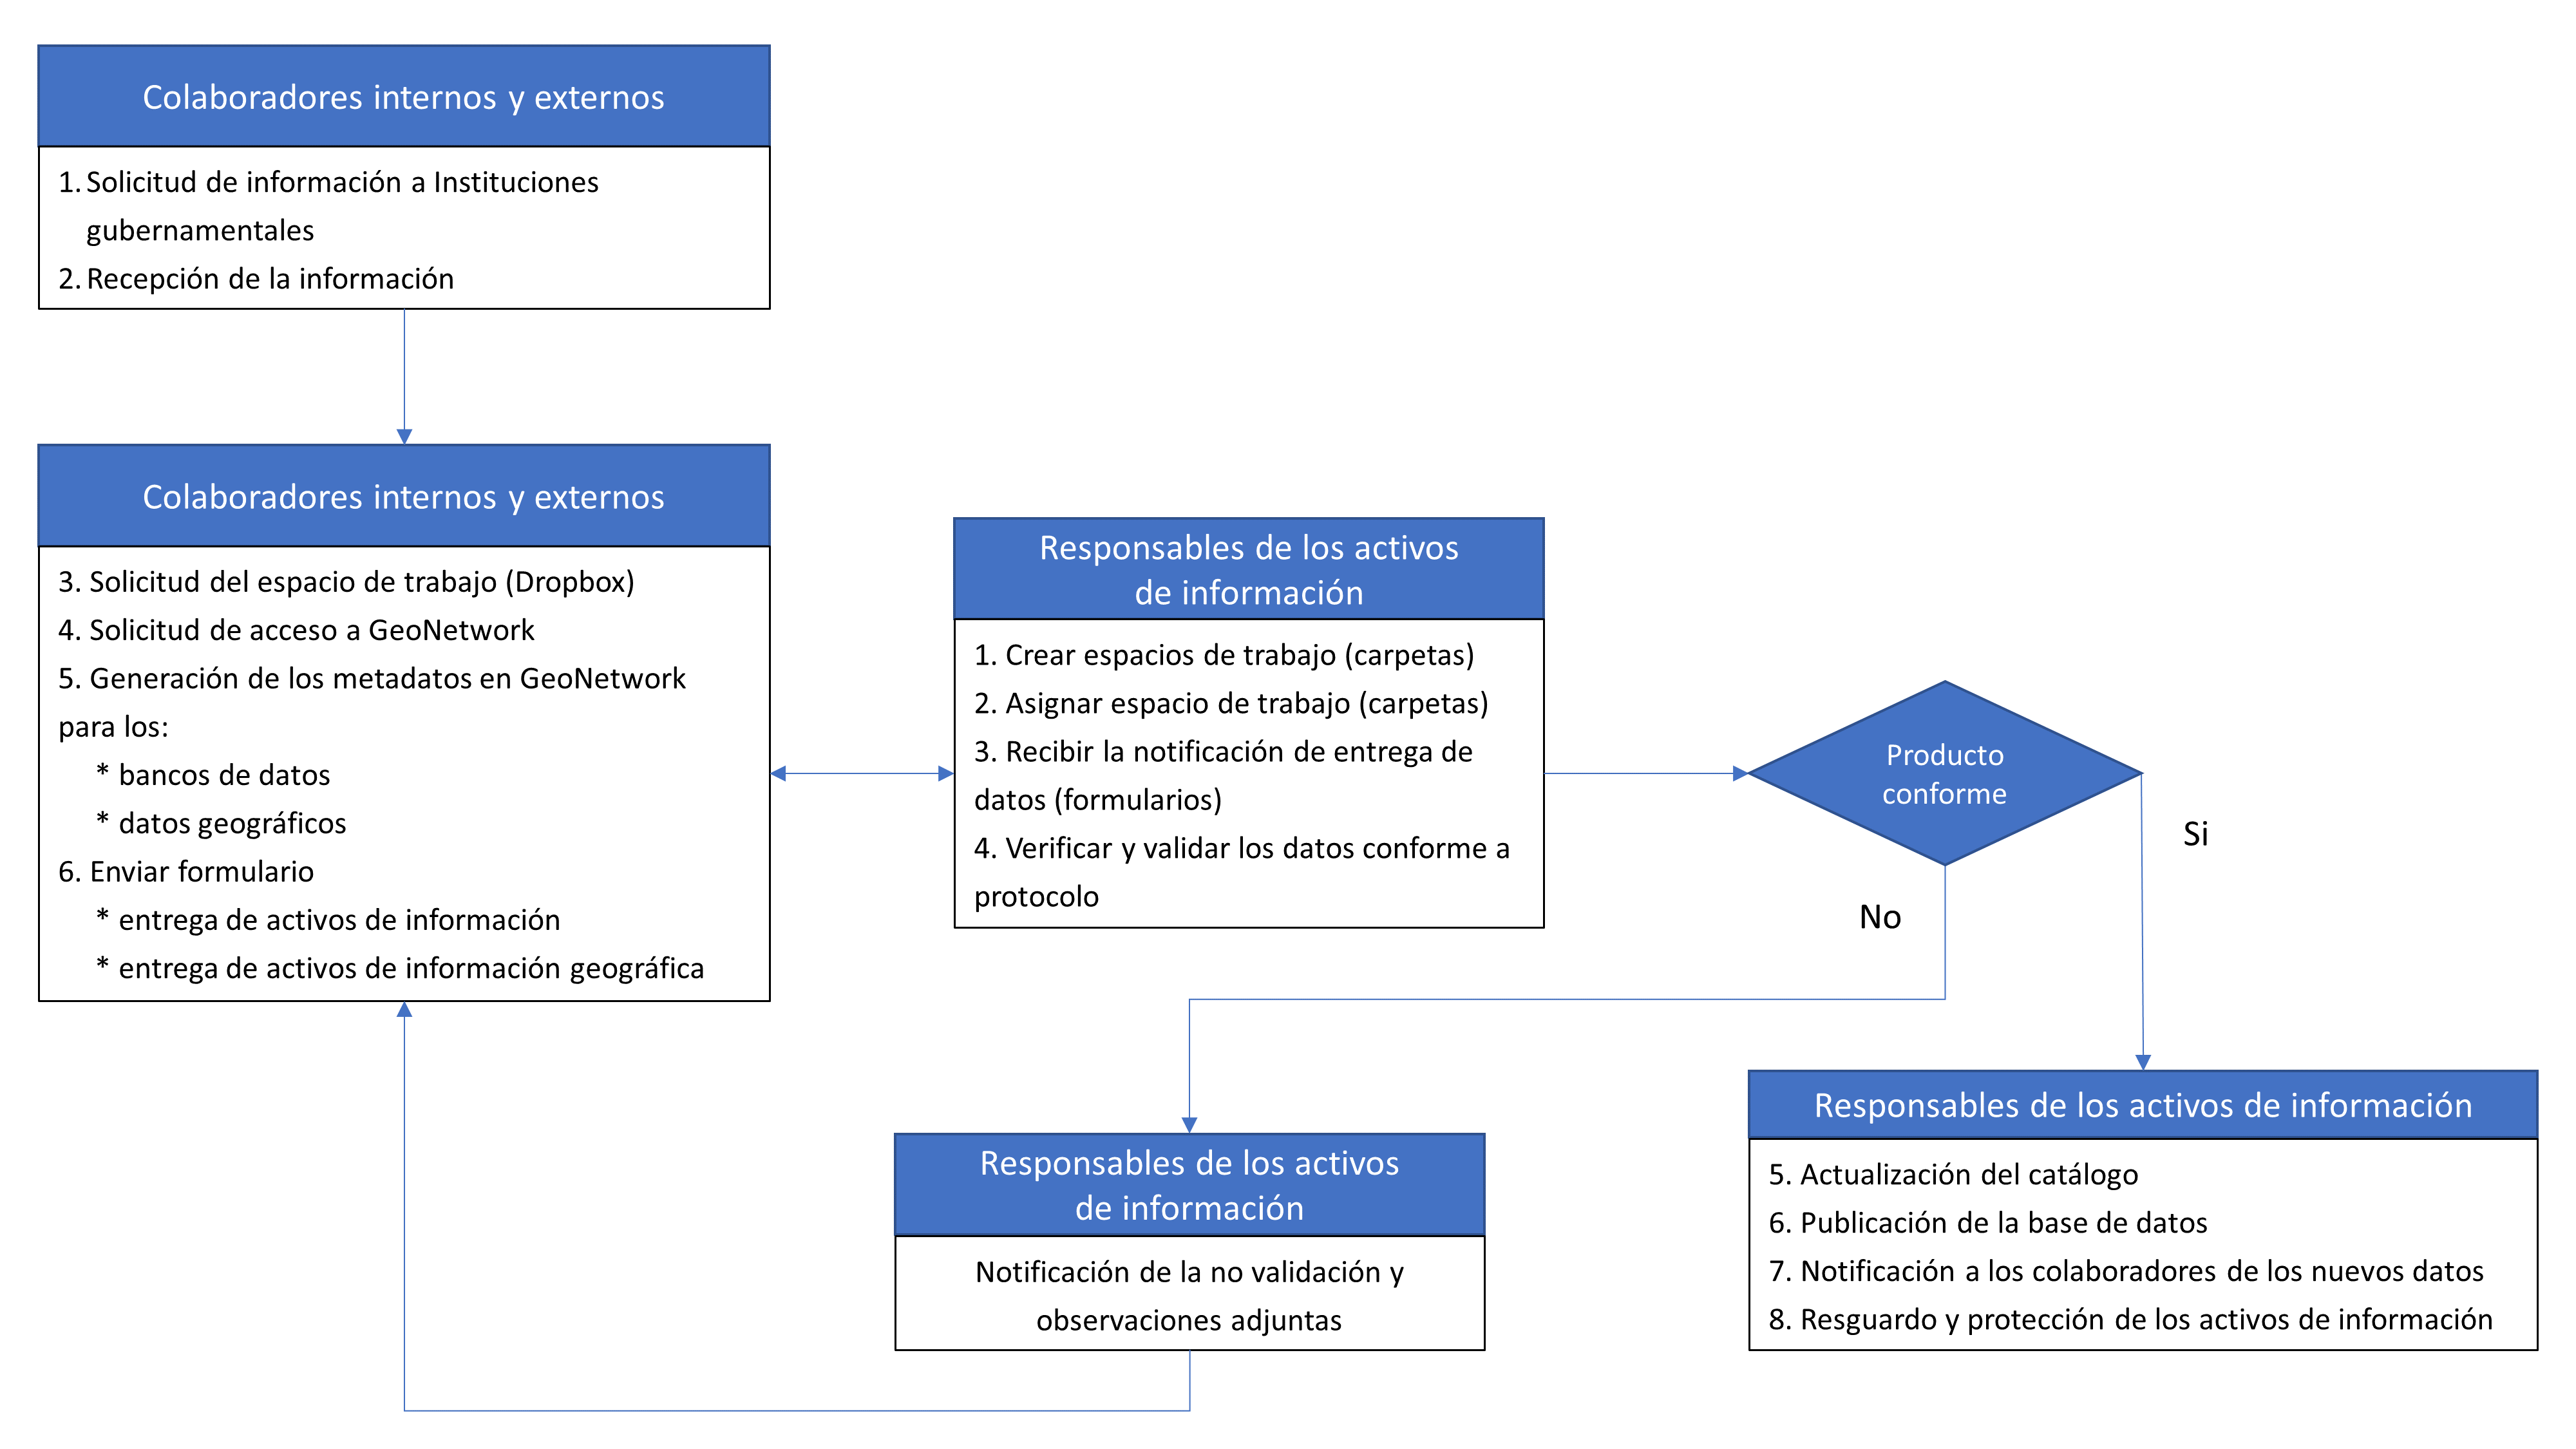 Colaboradores internos y externos
1. Solicitud de información a Instituciones
gubernamentales
2. Recepción de la información
Colaboradores internos y externos
3. Solicitud del espacio de trabajo (Dropbox)
4. Solicitud de acceso a GeoNetwork
5. Generación de los metadatos en GeoNetwork
para los:
* bancos de datos
* datos geográficos
6. Enviar formulario
* entrega de activos de información
* entrega de activos de información geográfica
Responsables de los activos
de información
1. Crear espacios de trabajo (carpetas)
2. Asignar espacio de trabajo (carpetas)
3. Recibir la notificación de entrega de
datos (formularios)
4. Verificar y validar los datos conforme a
protocolo
Producto
conforme
Si
No
Responsables de los activos
de información
Notificación de la no validación y
observaciones adjuntas
Responsables de los activos de información
5. Actualización del catálogo
6. Publicación de la base de datos
7. Notificación a los colaboradores de los nuevos datos
8. Resguardo y protección de los activos de información